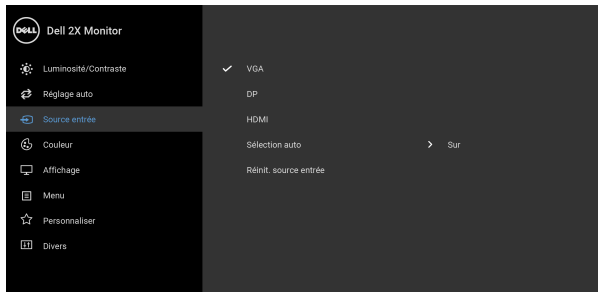 DELL
Dell 2X Monitor
Luminosité/Contraste
VGA
Réglage auto
DP
Source entrée
HDMI
Couleur
Sélection auto
Sur
Affichage
Réinit. source entrée
Menu
Personnaliser
Divers